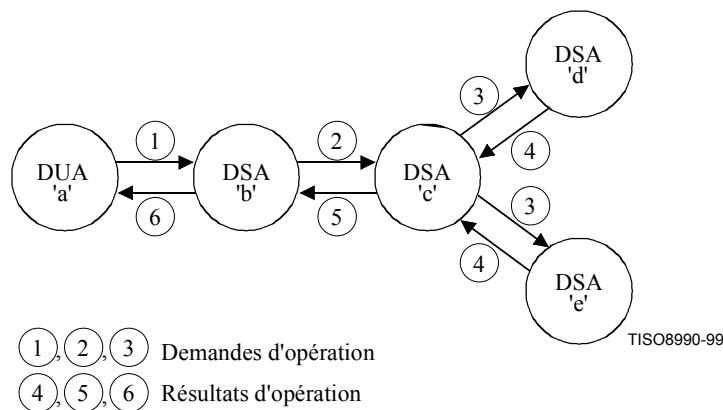 DSA
'd'
3
1
2
4
DUA
'a'
DSA
'b'
DSA
'c'
6
5
3
4
DSA
'e'
TISO8990-99
1, 2, 3 Demandes d'opération
4, 5, 6 Résultats d'opération